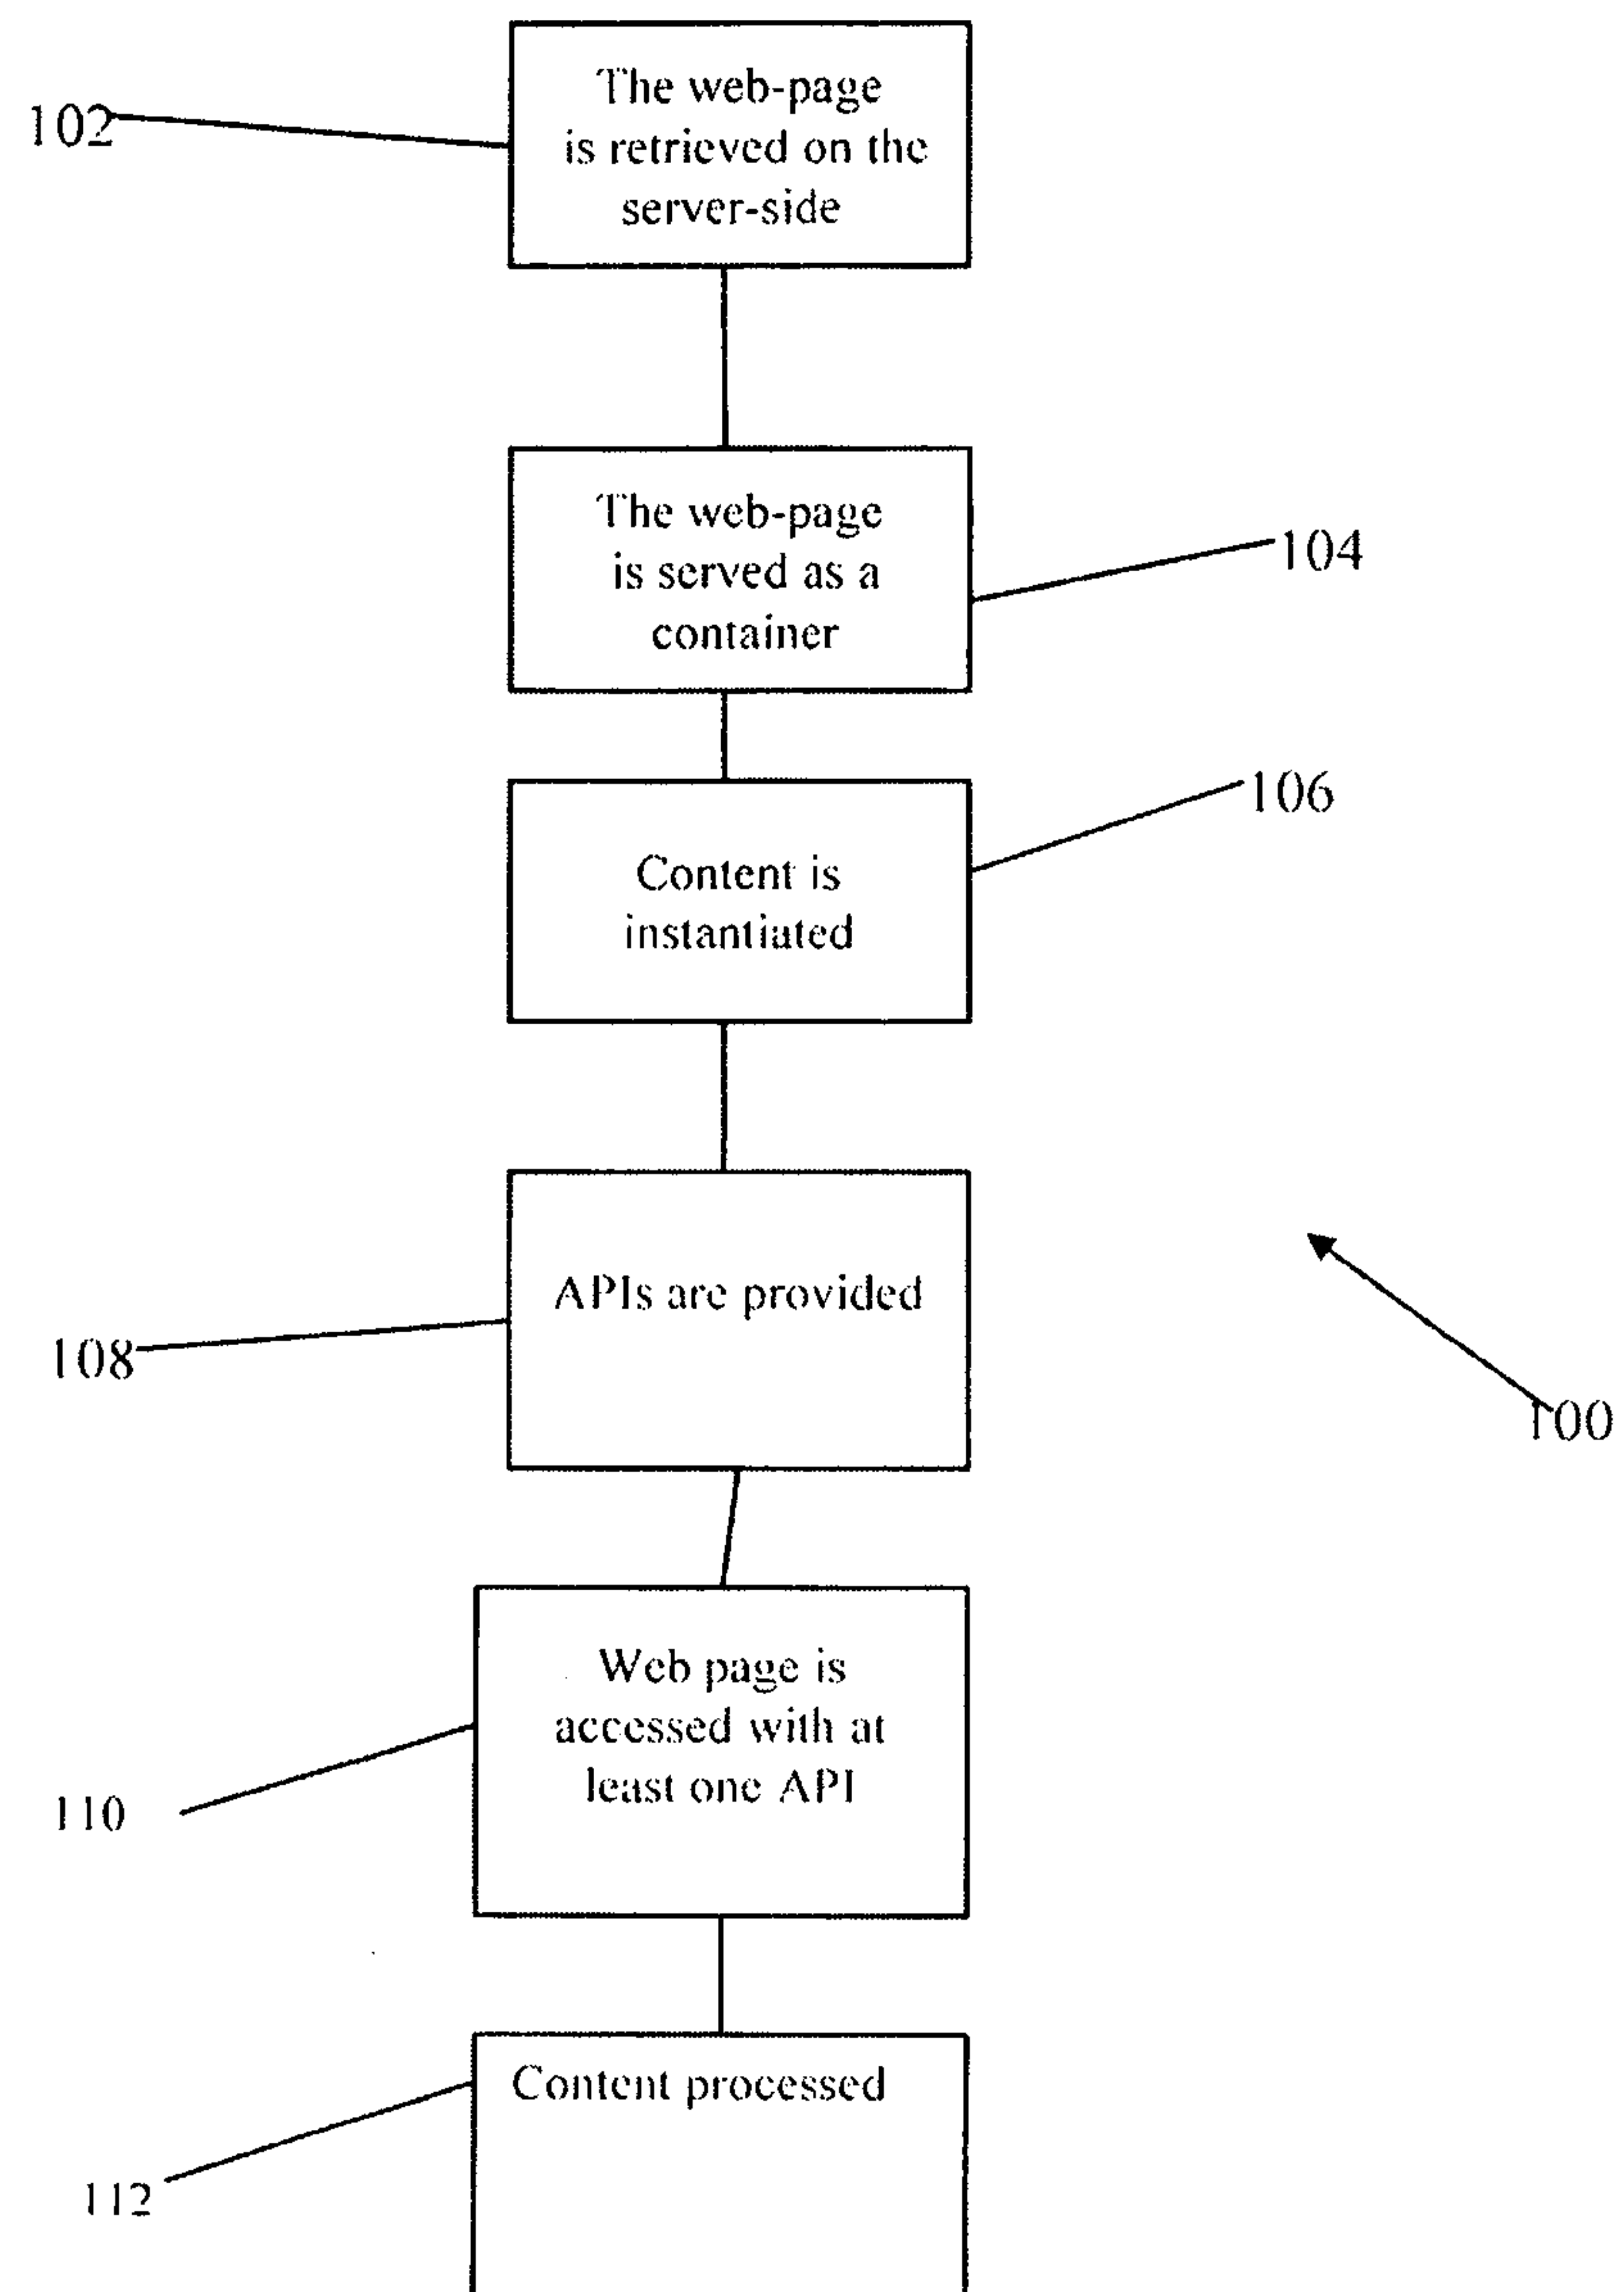 102
The web-page
is retrieved on the
server-side
The web-page
is served as a
container
104
106
Content is
instantiated
APIs are provided
108
100
Web page is
accessed with at
least one API
110
Content processed
112